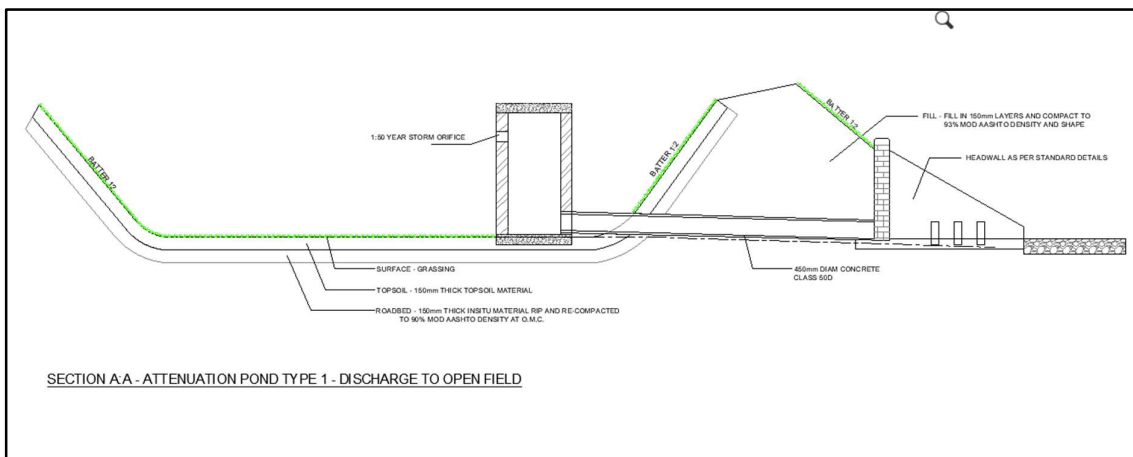 1:50 YEAR STORM ORIFICE
BATTER 1:2
BATTER 1:2
BATTER 1:2
FILL - FILL IN 150mm LAYERS AND COMPACT TO
93% MOD AASHTO DENSITY AND SHAPE
HEADWALL AS PER STANDARD DETAILS
SURFACE - GRASSING
450mm DIAM CONCRETE
CLASS 50D
TOPSOIL - 150mm THICK TOPSOIL MATERIAL
ROADBED - 150mm THICK INSITU MATERIAL RIP AND RE-COMPACTED
TO 90% MOD AASHTO DENSITY AT O.M.C.
SECTION A:A - ATTENUATION POND TYPE 1 - DISCHARGE TO OPEN FIELD